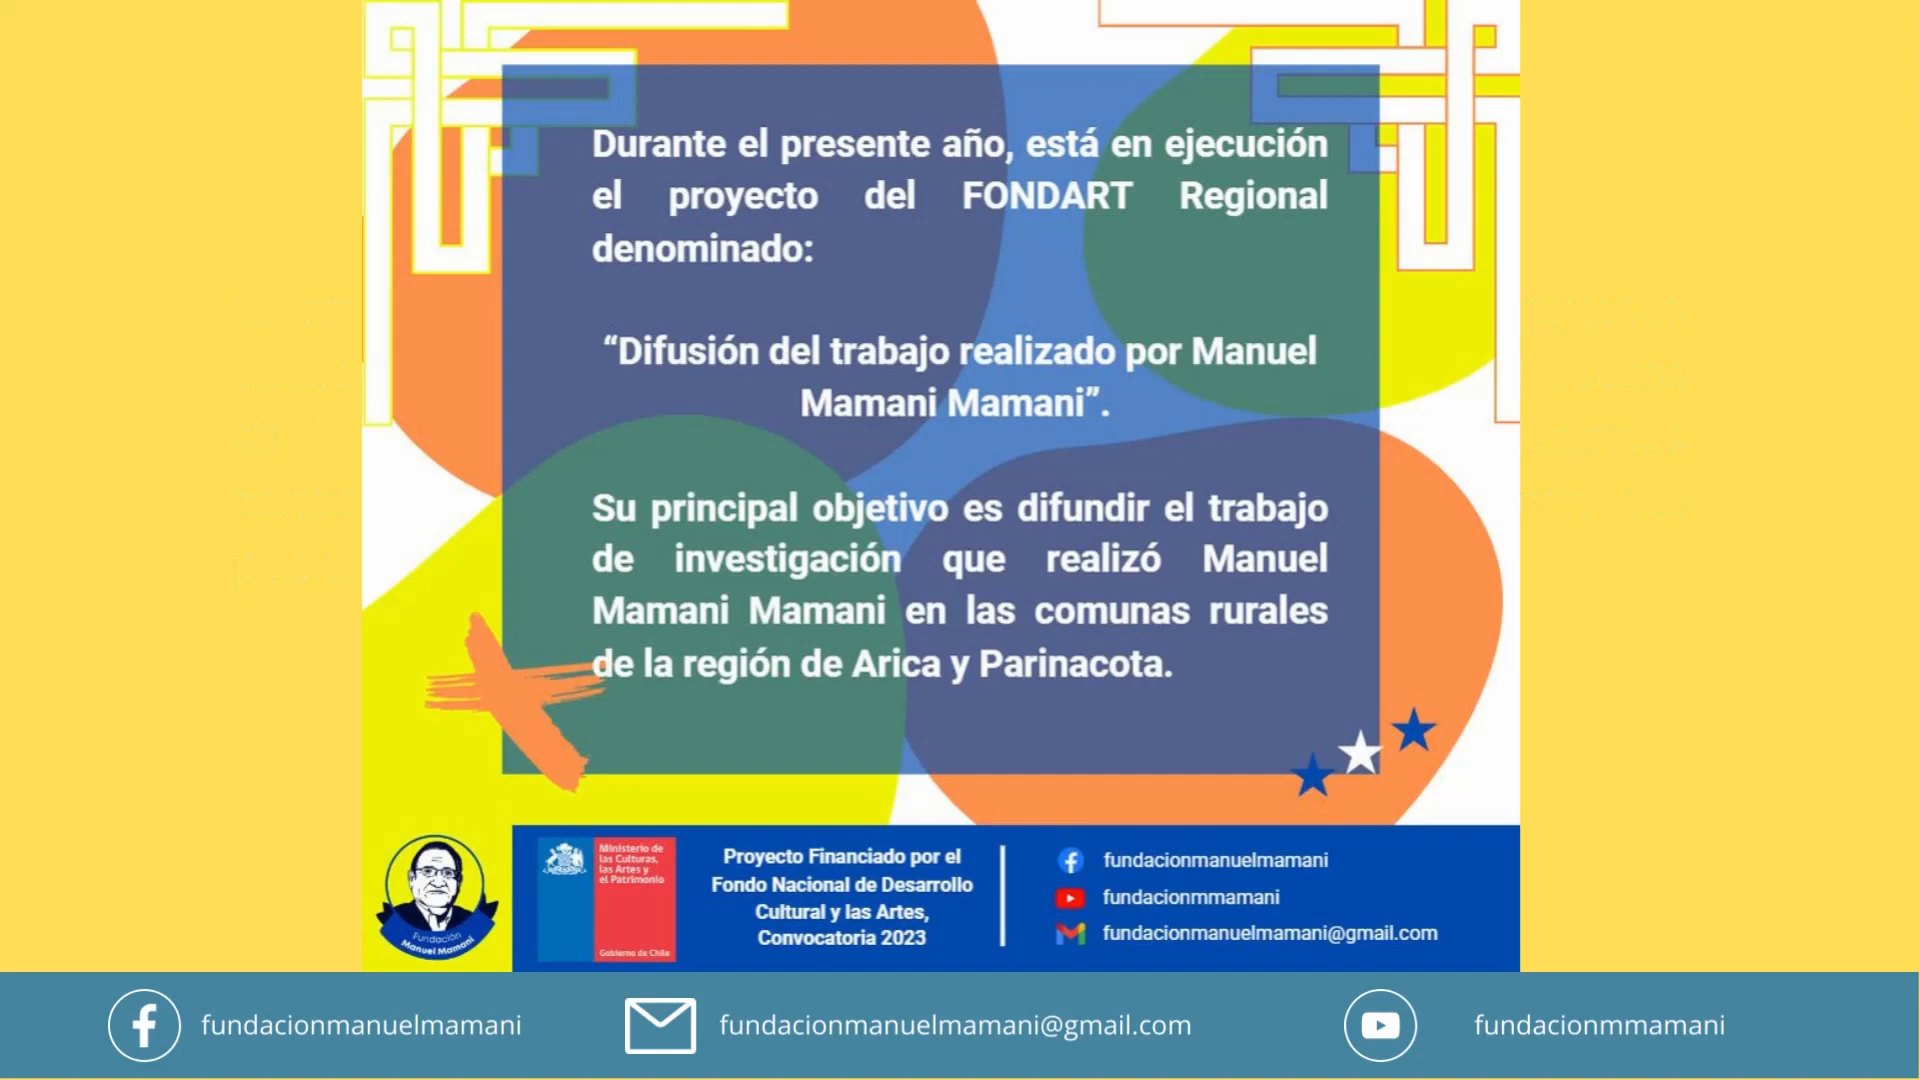 Durante el presente año, está en ejecución
el proyecto del FONDART Regional
denominado:
“Difusión del trabajo realizado por Manuel
Mamani Mamani”.
Su principal objetivo es difundir el trabajo
de investigación que realizó Manuel
Mamani Mamani en las comunas rurales
de la región de Arica y Parinacota.
Fundación
Manuel Mamani
Ministerio de
las Culturas,
las Artes y
el Patrimonio
Gobierno de Chile
Proyecto Financiado por el
Fondo Nacional de Desarrollo
Cultural y las Artes,
Convocatoria 2023
fundacionmanuelmamani
fundacionmmamani
fundacionmanuelmamani@gmail.com
fundacionmanuelmamani
fundacionmanuelmamani@gmail.com
fundacionmmamani